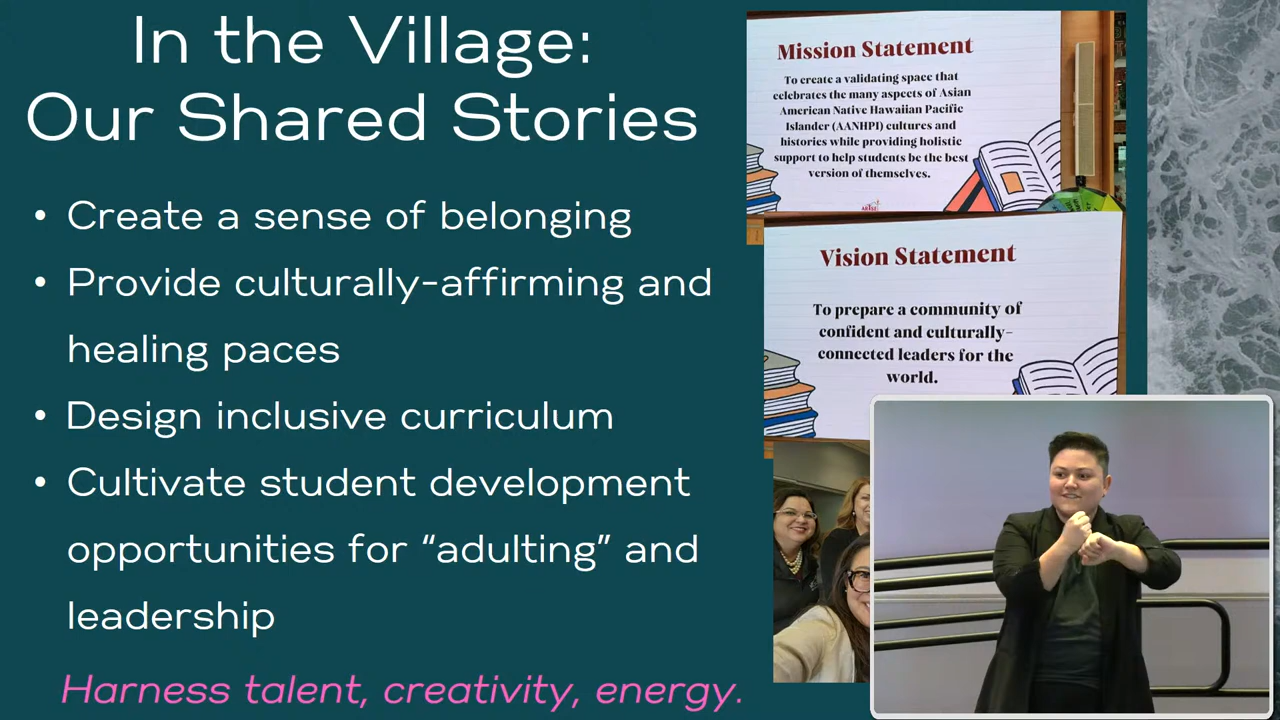 In the Village:
Our Shared Stories
• Create a sense of belonging
• Provide culturally-affirming and
healing paces
• Design inclusive curriculum
• Cultivate student development
opportunities for “adulting” and
leadership
Harness talent, creativity, energy.
Mission Statement
To create a validating space that
celebrates the many aspects of Asian
American Native Hawaiian Pacific
Islander (AANHPI) cultures and
histories while providing holistic
support to help students be the best
version of themselves.
Vision Statement
To prepare a community of
confident and culturally-
connected leaders for the
world.